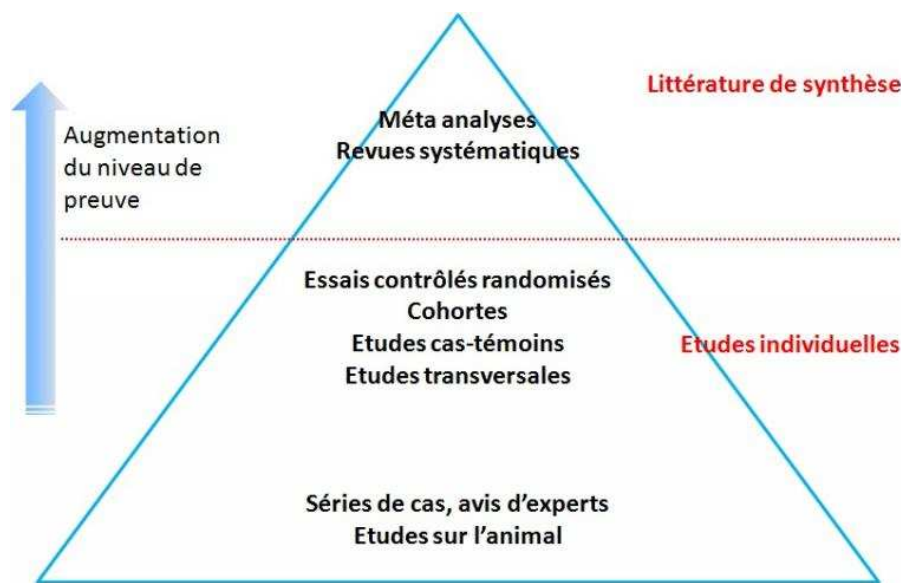 Littérature de synthèse
Méta analyses
Revues systématiques
Augmentation
du niveau de
preuve
Essais contrôlés randomisés
Cohortes
Etudes cas-témoins
Etudes transversales
Etudes individuelles
Séries de cas, avis d’experts
Etudes sur l’animal